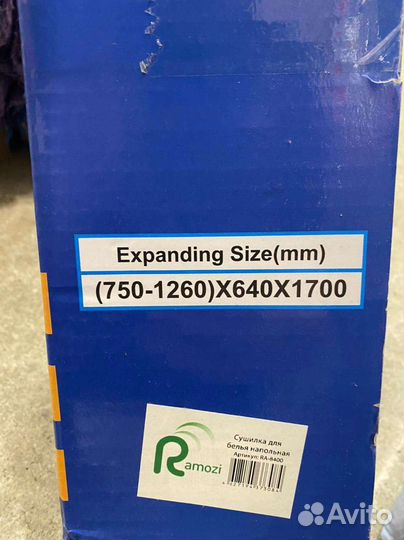 Expanding Size(mm)
(750-1260)X640X1700
Ramozi
Сушилка для
белья напольная
Артикул: RA-8400
Avito